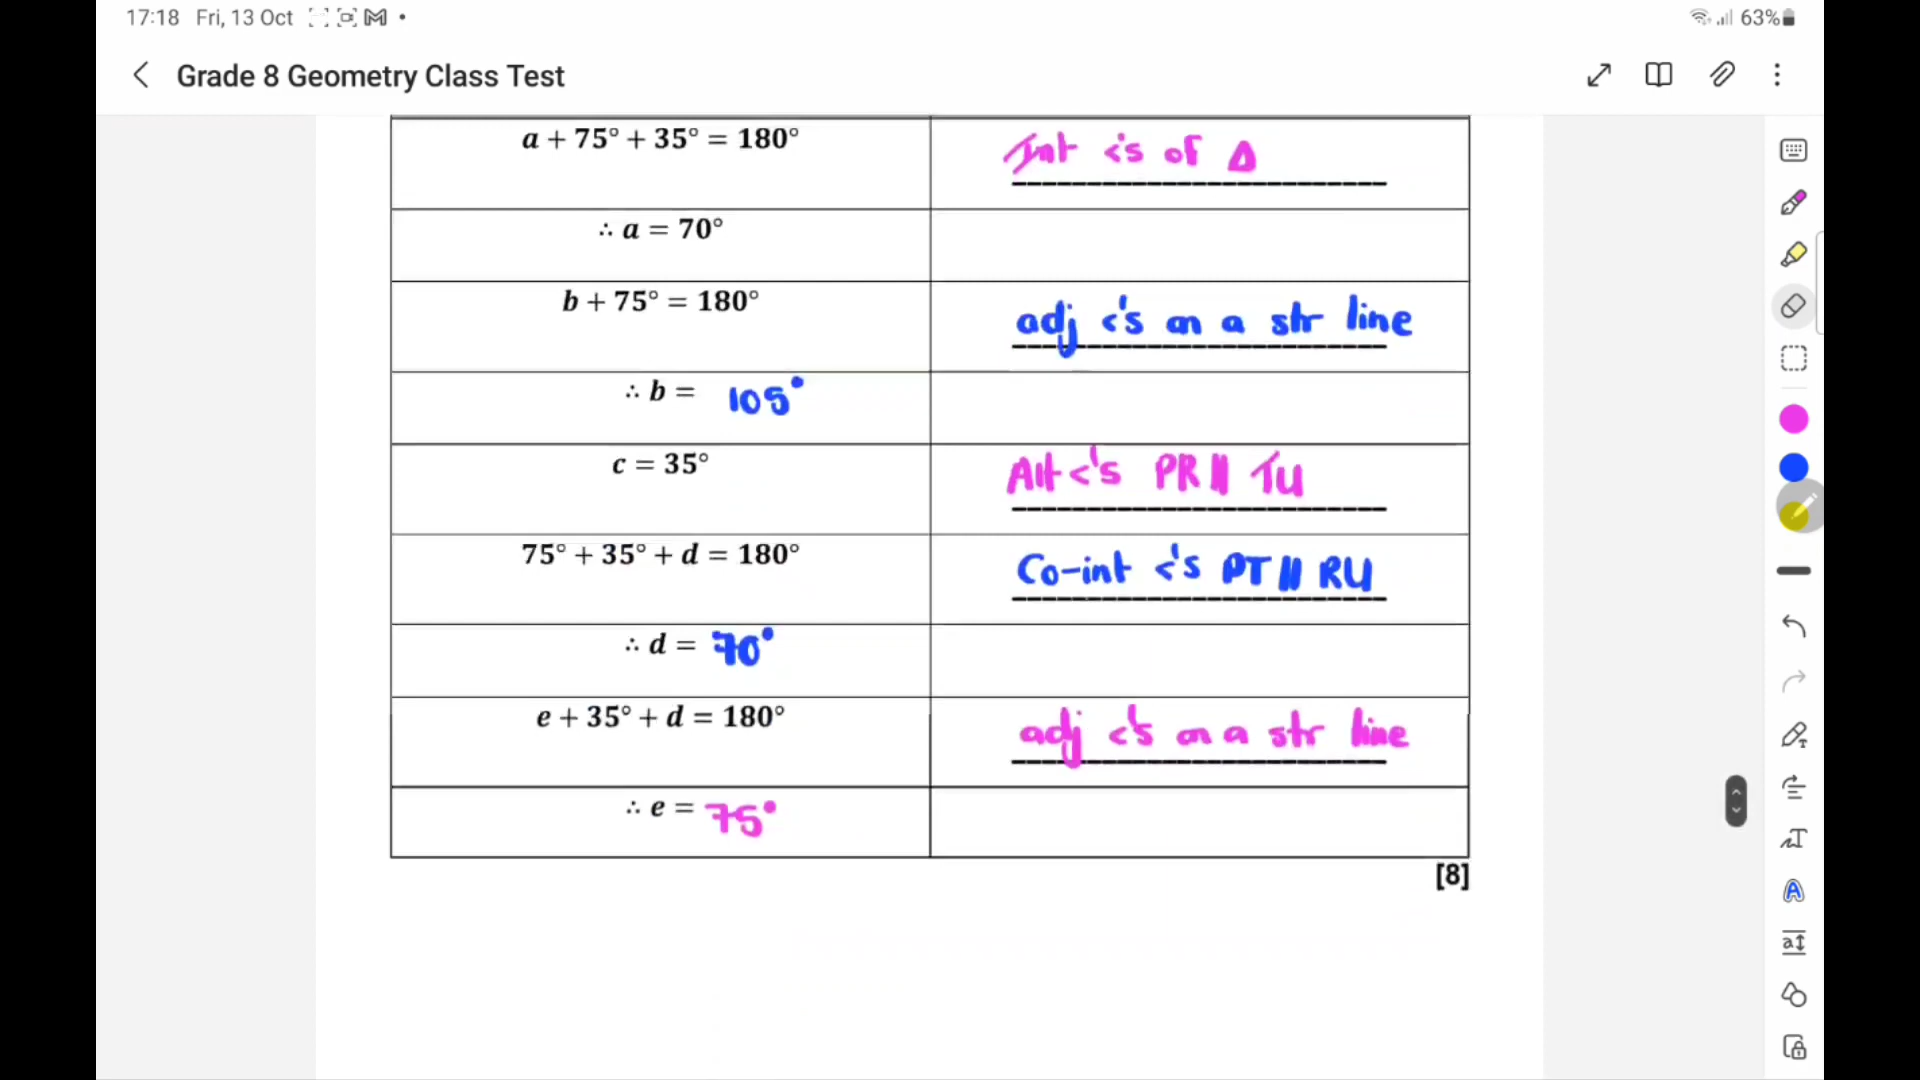 17:18 Fri, 13 Oct
63%
Grade 8 Geometry Class Test
a + 75° + 35° = 180°
Int <'s of Δ
∴ a = 70°
b + 75° = 180°
adj <'s on a str line
∴ b = 105°
c = 35°
Alt <'s PR || TU
75° + 35° + d = 180°
Co-int <'s PT || RU
∴ d = 70°
e + 35° + d = 180°
adj <'s on a str line
∴ e = 75°
[8]